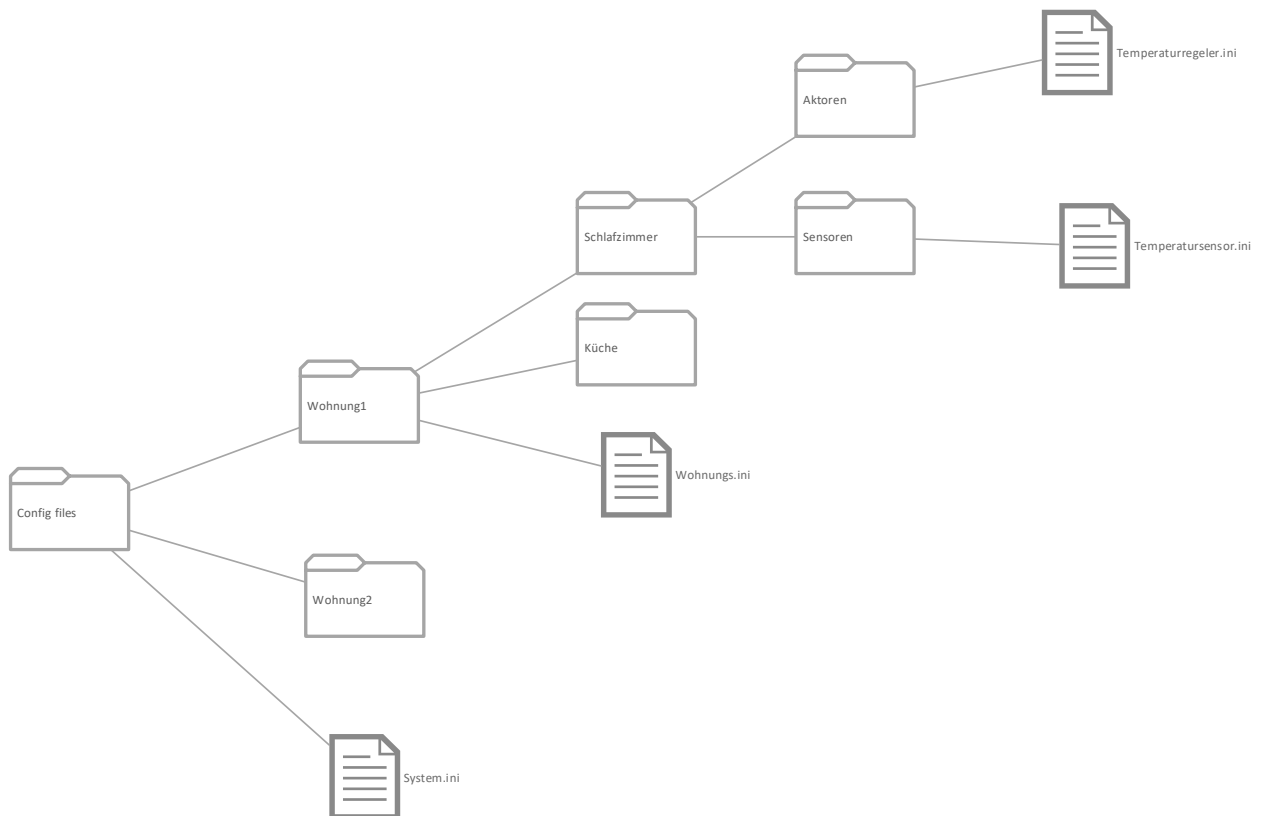 Temperaturregeler.ini
Aktoren
Schlafzimmer
Sensoren
Temperatursensor.ini
Küche
Wohnung1
Wohnungs.ini
Config files
Wohnung2
System.ini